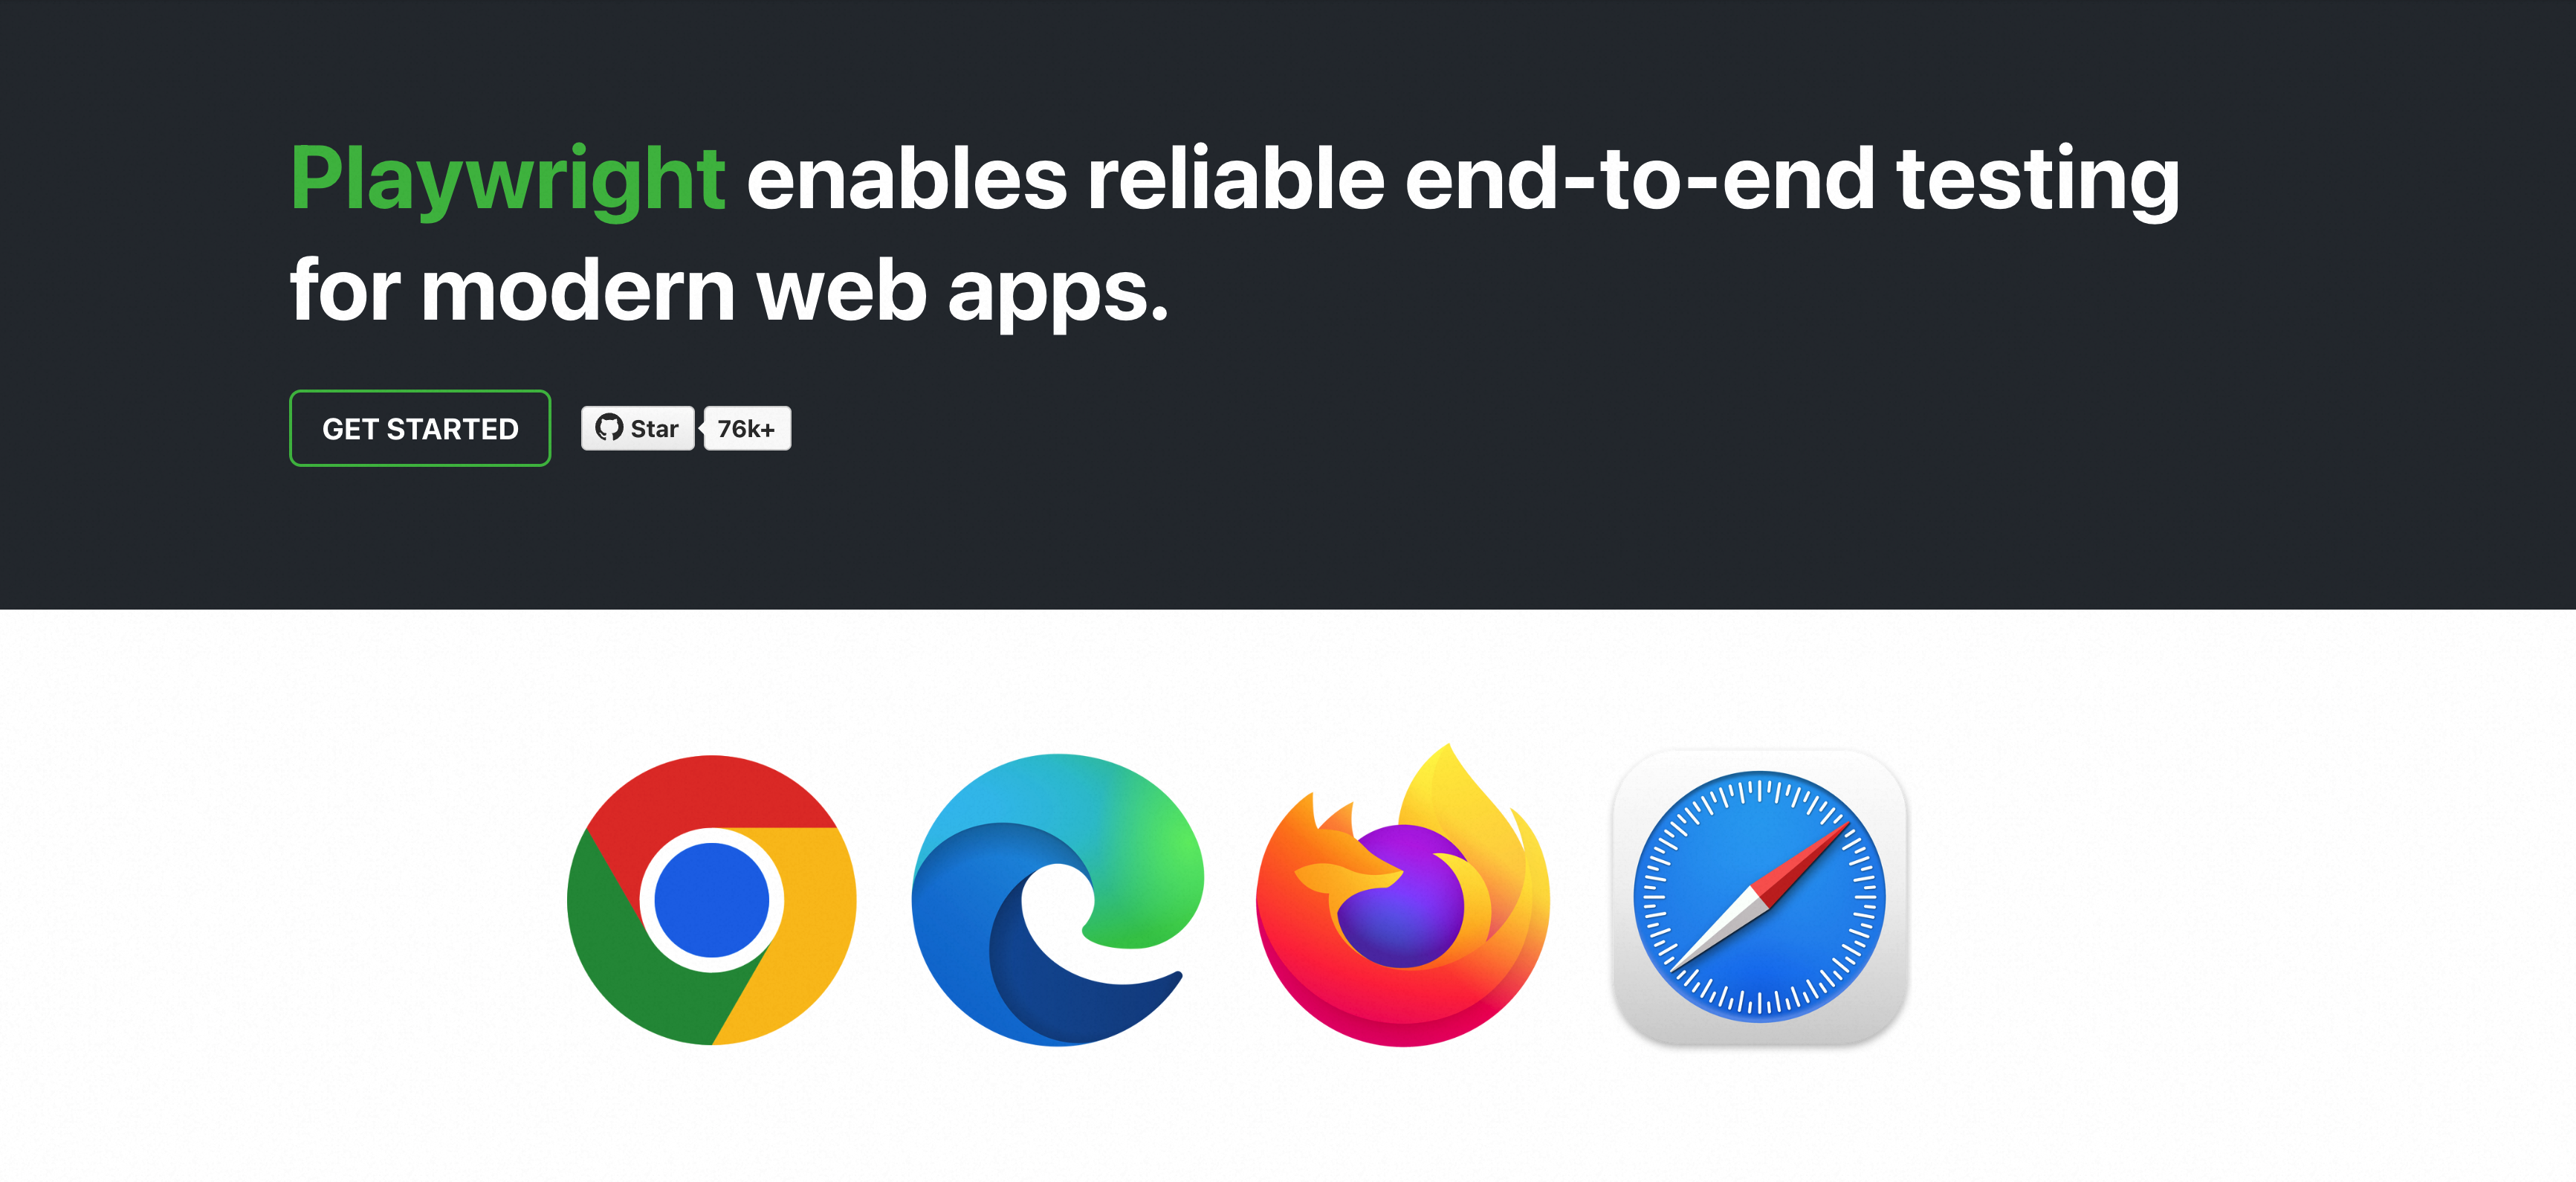 Playwright enables reliable end-to-end testing
for modern web apps.
GET STARTED
Star
76k+